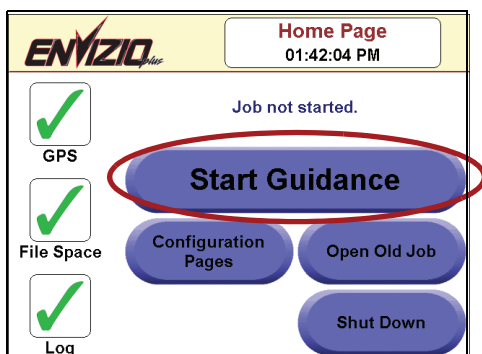 ENVIZIO plus
Home Page
01:42:04 PM
Job not started.
GPS
Start Guidance
File Space
Configuration
Pages
Open Old Job
Shut Down
Log